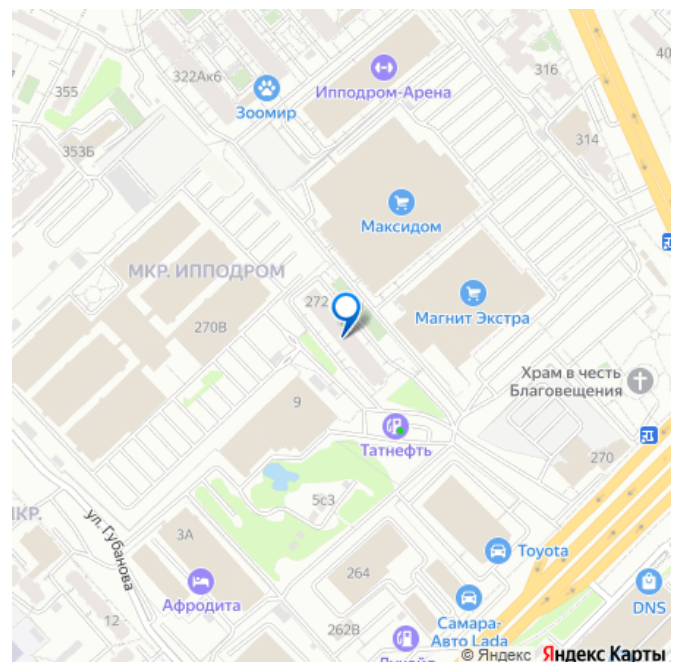 40
322Ак6
316
355
Ипподром-Арена
Зоомир
314
353Б
Максидом
МКР. ИППОДРОМ
272
Магнит Экстра
270В
Храм в честь
Благовещения
9
Татнефть
270
5с3
КР.
ул. Губанова
3А
Toyota
264
Афродита
DNS
12
Самара-
Авто Lada
262В
© Яндекс Яндекс Карты